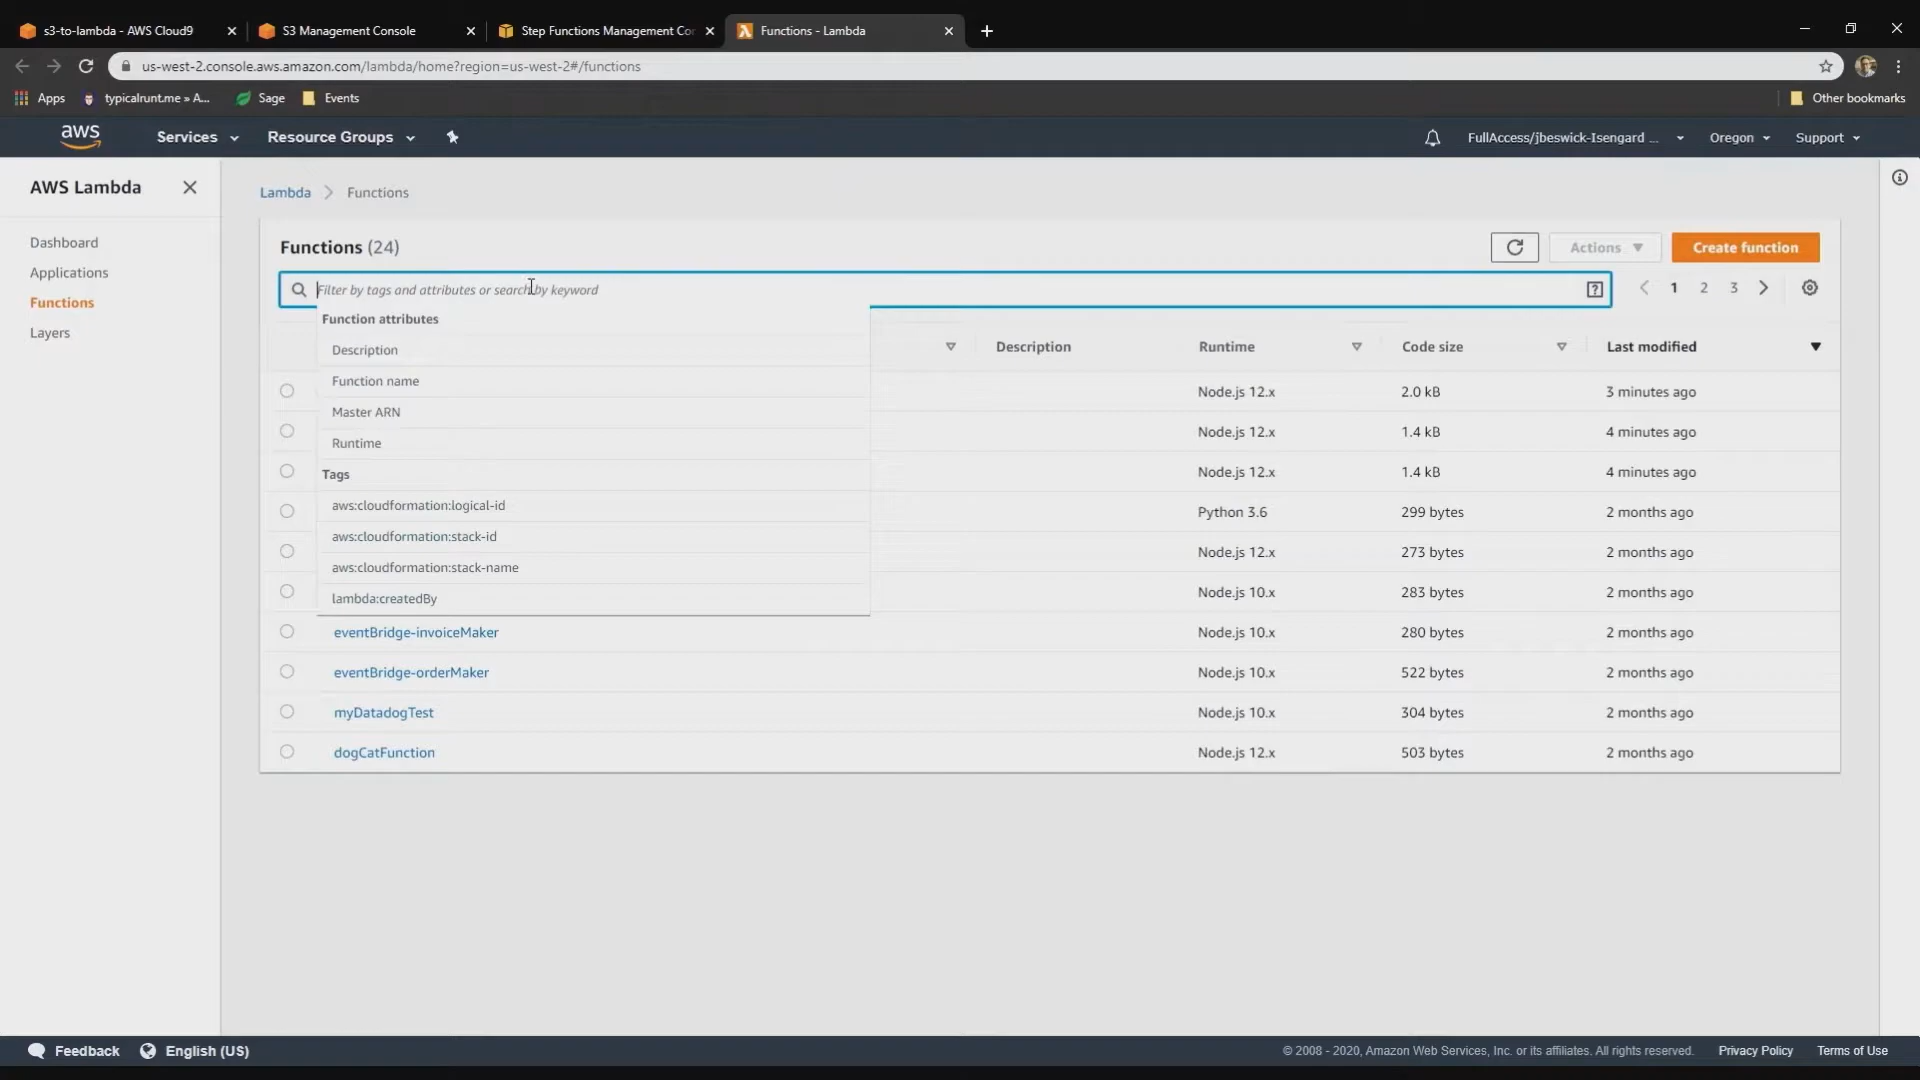 s3-to-lambda - AWS Cloud9
S3 Management Console
Step Functions Management Cor
Functions - Lambda
us-west-2.console.aws.amazon.com/lambda/home?region=us-west-2#/functions
Apps
typicalrunt.me » A...
Sage
Events
Other bookmarks
aws
Services
Resource Groups
FullAccess/jbeswick-Isengard ...
Oregon
Support
AWS Lambda
Lambda > Functions
Dashboard
Applications
Functions
Layers
Functions (24)
Actions
Create function
Filter by tags and attributes or search by keyword
?
1 2 3
Function attributes
Description
Function name
Master ARN
Runtime
Tags
aws:cloudformation:logical-id
aws:cloudformation:stack-id
aws:cloudformation:stack-name
lambda:createdBy
Description Runtime Code size Last modified
Node.js 12.x 2.0 kB 3 minutes ago
Node.js 12.x 1.4 kB 4 minutes ago
Node.js 12.x 1.4 kB 4 minutes ago
Python 3.6 299 bytes 2 months ago
Node.js 12.x 273 bytes 2 months ago
Node.js 10.x 283 bytes 2 months ago
eventBridge-invoiceMaker Node.js 10.x 280 bytes 2 months ago
eventBridge-orderMaker Node.js 10.x 522 bytes 2 months ago
myDatadogTest Node.js 10.x 304 bytes 2 months ago
dogCatFunction Node.js 12.x 503 bytes 2 months ago
Feedback
English (US)
© 2008 - 2020, Amazon Web Services, Inc. or its affiliates. All rights reserved.
Privacy Policy
Terms of Use